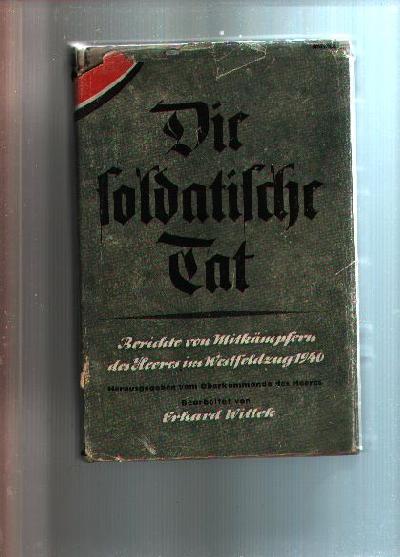 Die
soldatische
Tat
Berichte von Mitkämpfern
des Heeres im Westfeldzug 1940
Herausgegeben vom Oberkommando des Heeres
Bearbeitet von
Erhard Wittek